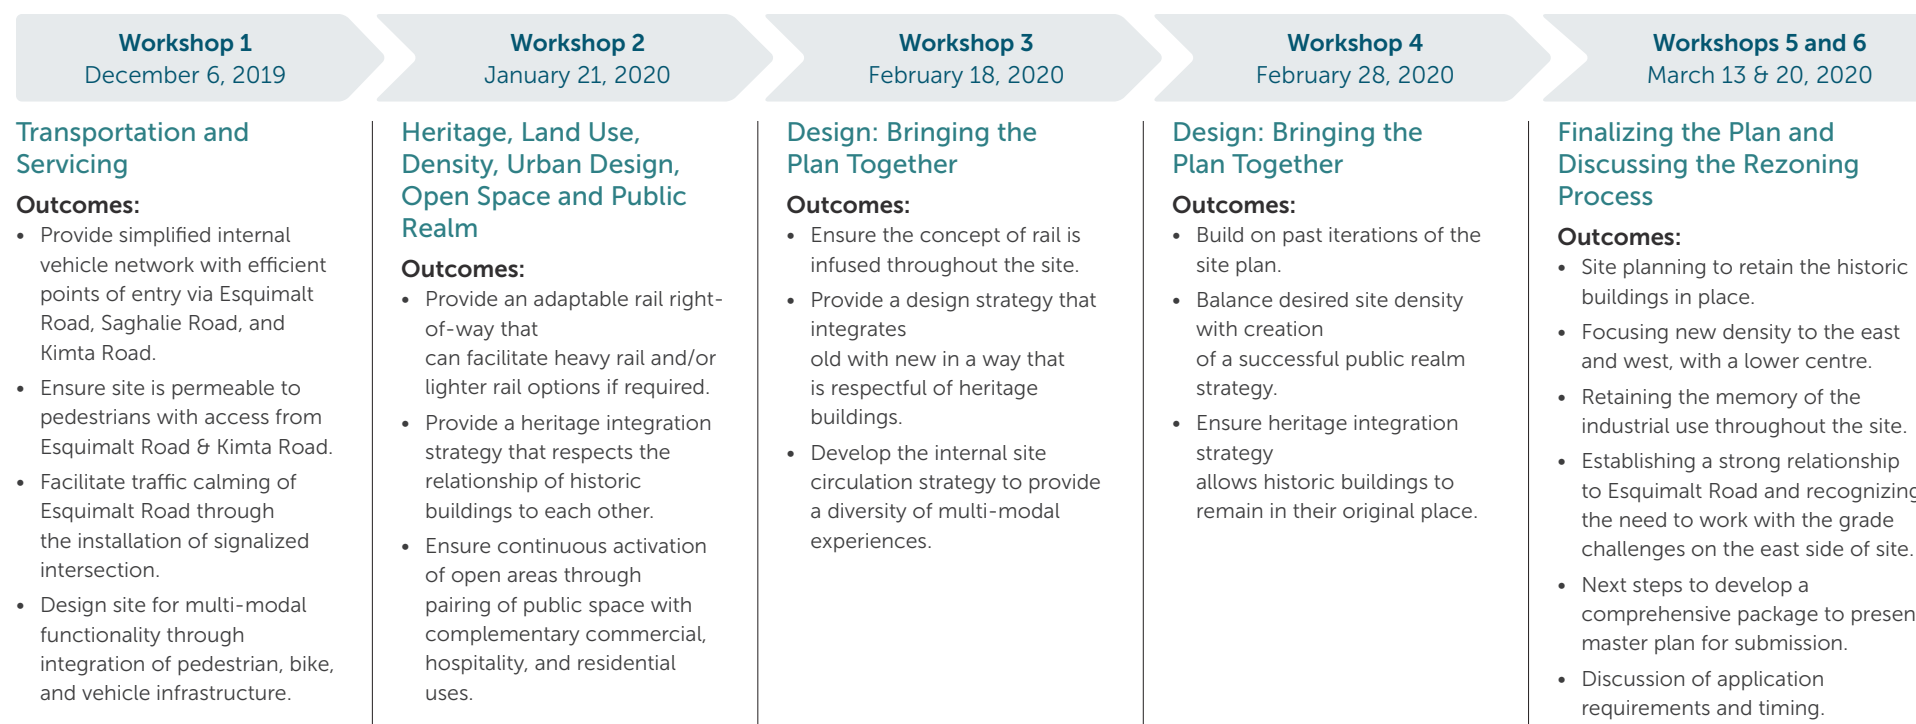 Workshop 1
December 6, 2019
Workshop 2
January 21, 2020
Workshop 3
February 18, 2020
Workshop 4
February 28, 2020
Workshops 5 and 6
March 13 & 20, 2020
Transportation and
Servicing
Outcomes:
• Provide simplified internal
vehicle network with efficient
points of entry via Esquimalt
Road, Saghalie Road, and
Kimta Road.
• Ensure site is permeable to
pedestrians with access from
Esquimalt Road & Kimta Road.
• Facilitate traffic calming of
Esquimalt Road through
the installation of signalized
intersection.
• Design site for multi-modal
functionality through
integration of pedestrian, bike,
and vehicle infrastructure.
Heritage, Land Use,
Density, Urban Design,
Open Space and Public
Realm
Outcomes:
• Provide an adaptable rail right-
of-way that
can facilitate heavy rail and/or
lighter rail options if required.
• Provide a heritage integration
strategy that respects the
relationship of historic
buildings to each other.
• Ensure continuous activation
of open areas through
pairing of public space with
complementary commercial,
hospitality, and residential
uses.
Design: Bringing the
Plan Together
Outcomes:
• Ensure the concept of rail is
infused throughout the site.
• Provide a design strategy that
integrates
old with new in a way that
is respectful of heritage
buildings.
• Develop the internal site
circulation strategy to provide
a diversity of multi-modal
experiences.
Design: Bringing the
Plan Together
Outcomes:
• Build on past iterations of the
site plan.
• Balance desired site density
with creation
of a successful public realm
strategy.
• Ensure heritage integration
strategy
allows historic buildings to
remain in their original place.
Finalizing the Plan and
Discussing the Rezoning
Process
Outcomes:
• Site planning to retain the historic
buildings in place.
• Focusing new density to the east
and west, with a lower centre.
• Retaining the memory of the
industrial use throughout the site.
• Establishing a strong relationship
to Esquimalt Road and recognizing
the need to work with the grade
challenges on the east side of site.
• Next steps to develop a
comprehensive package to presen
master plan for submission.
• Discussion of application
requirements and timing.